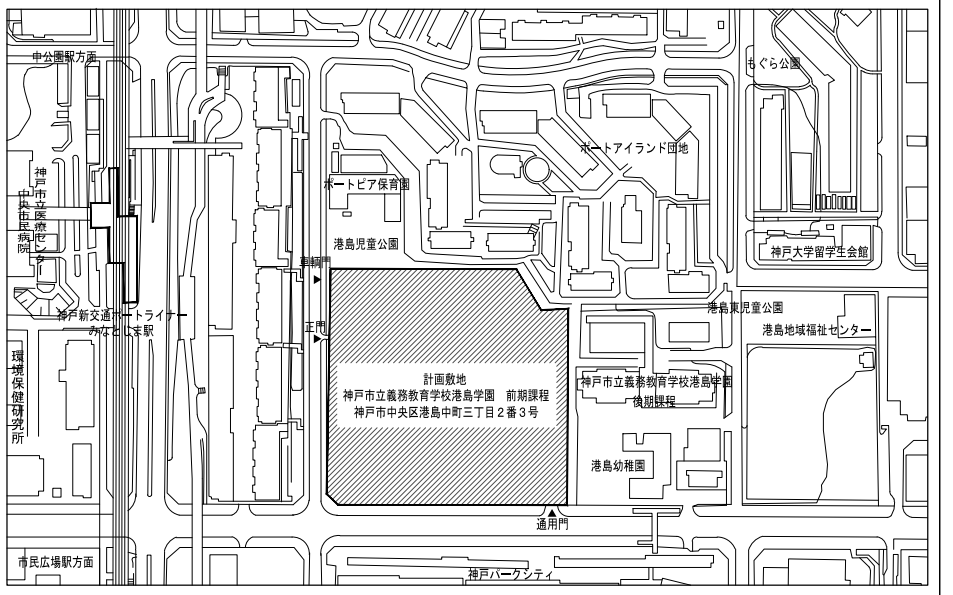 中公園駅方面
もぐら公園
ポートアイランド団地
神戸市立医療センター
中央市民病院
ポートピア保育園
港島児童公園
神戸大学留学生会館
車輌門
神戸新交通ポートライナー
みなとじま駅
正門
港島東児童公園
港島地域福祉センター
環境保健研究所
計画敷地
神戸市立義務教育学校港島学園 前期課程
神戸市中央区港島中町三丁目2番3号
神戸市立義務教育学校港島学園
後期課程
港島幼稚園
通用門
市民広場駅方面
神戸パークシティ